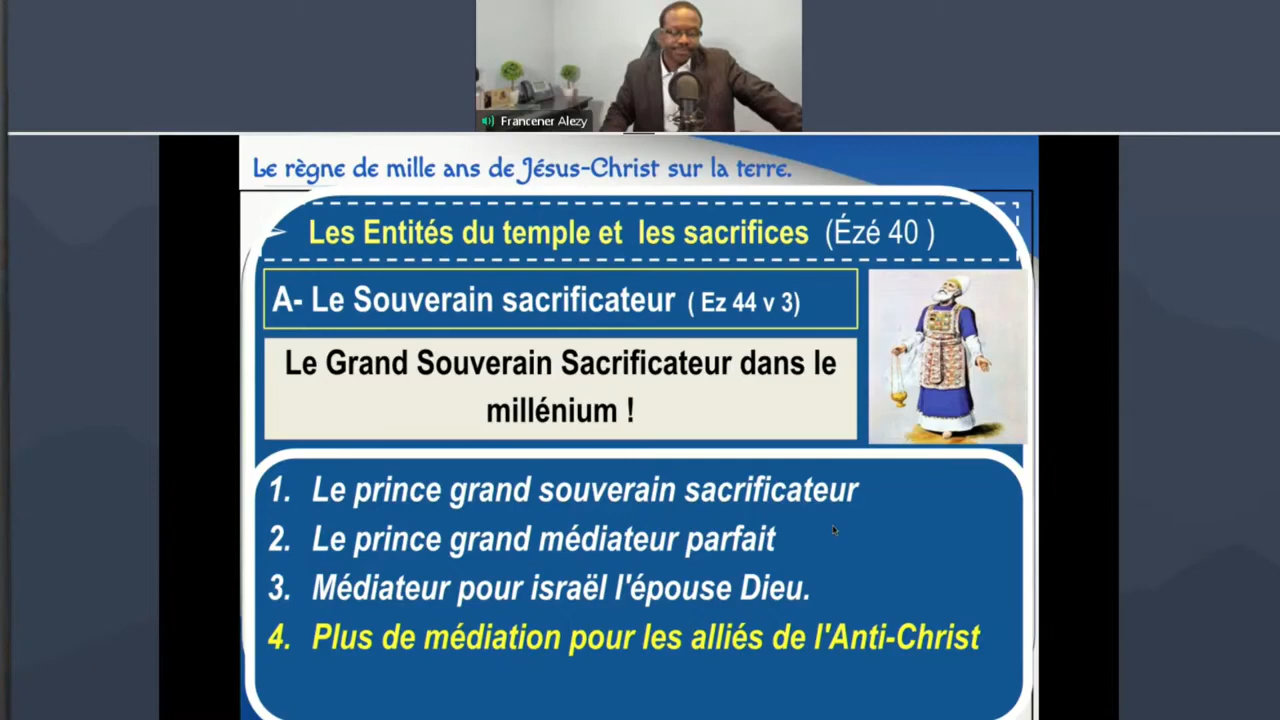 Francener Alezy
Le règne de mille ans de Jésus-Christ sur la terre.
Les Entités du temple et les sacrifices (Ézé 40 )
A- Le Souverain sacrificateur ( Ez 44 v 3)
Le Grand Souverain Sacrificateur dans le
millénium !
1. Le prince grand souverain sacrificateur
2. Le prince grand médiateur parfait
3. Médiateur pour israël l'épouse Dieu.
4. Plus de médiation pour les alliés de l'Anti-Christ